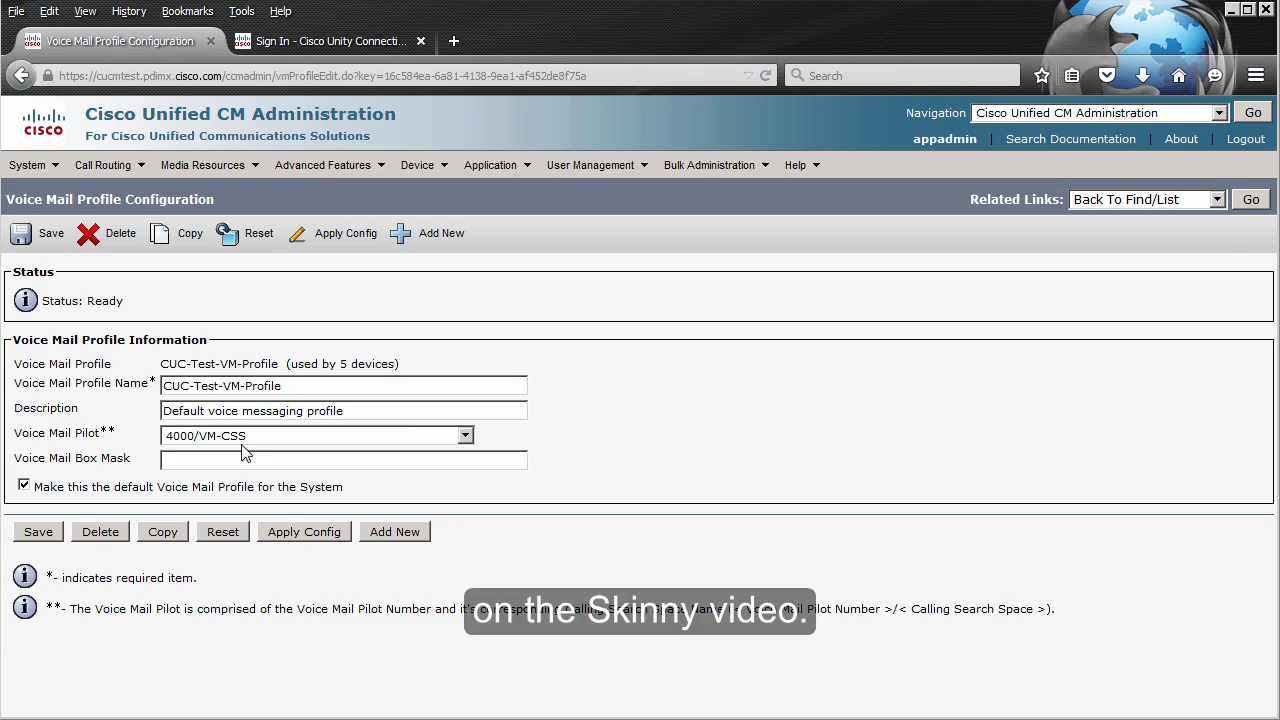 File Edit View History Bookmarks Tools Help
Voice Mail Profile Configuration × Sign In - Cisco Unity Connecti... × +
https://cucmtest.pdimx.cisco.com/ccmadmin/vmProfileEdit.do?key=16c584ea-6a81-4138-9ea1-af452de8f75a Search
Cisco Unified CM Administration Navigation Cisco Unified CM Administration Go
CISCO For Cisco Unified Communications Solutions appadmin | Search Documentation | About | Logout
System Call Routing Media Resources Advanced Features Device Application User Management Bulk Administration Help
Voice Mail Profile Configuration Related Links: Back To Find/List Go
Save Delete Copy Reset Apply Config Add New
Status
Status: Ready
Voice Mail Profile Information
Voice Mail Profile CUC-Test-VM-Profile (used by 5 devices)
Voice Mail Profile Name* CUC-Test-VM-Profile
Description Default voice messaging profile
Voice Mail Pilot** 4000/VM-CSS
Voice Mail Box Mask
Make this the default Voice Mail Profile for the System
Save Delete Copy Reset Apply Config Add New
*- indicates required item.
**- The Voice Mail Pilot is comprised of the Voice Mail Pilot Number and it's Pilot Number >/< Calling Search Space >).
on the Skinny video.